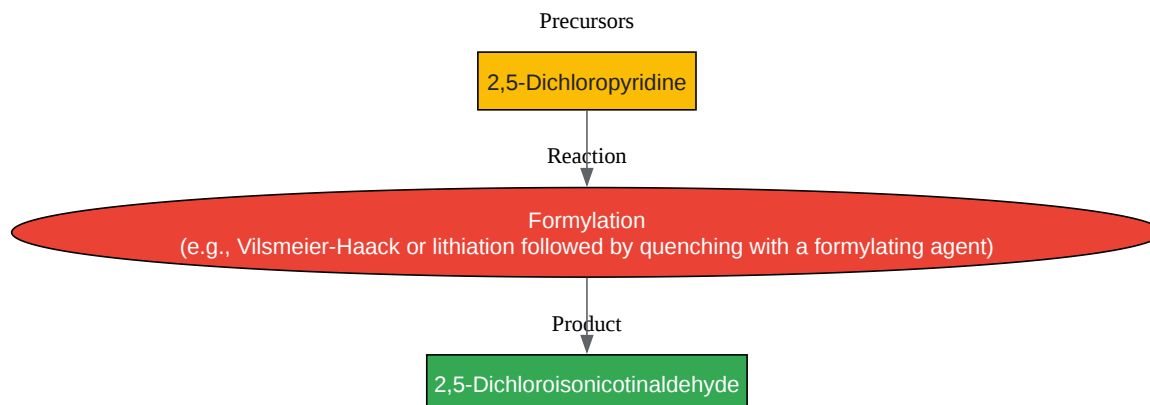 Precursors
2,5-Dichloropyridine
Reaction
Formylation
(e.g., Vilsmeier-Haack or lithiation followed by quenching with a formylating agent)
Product
2,5-Dichloroisonicotinaldehyde